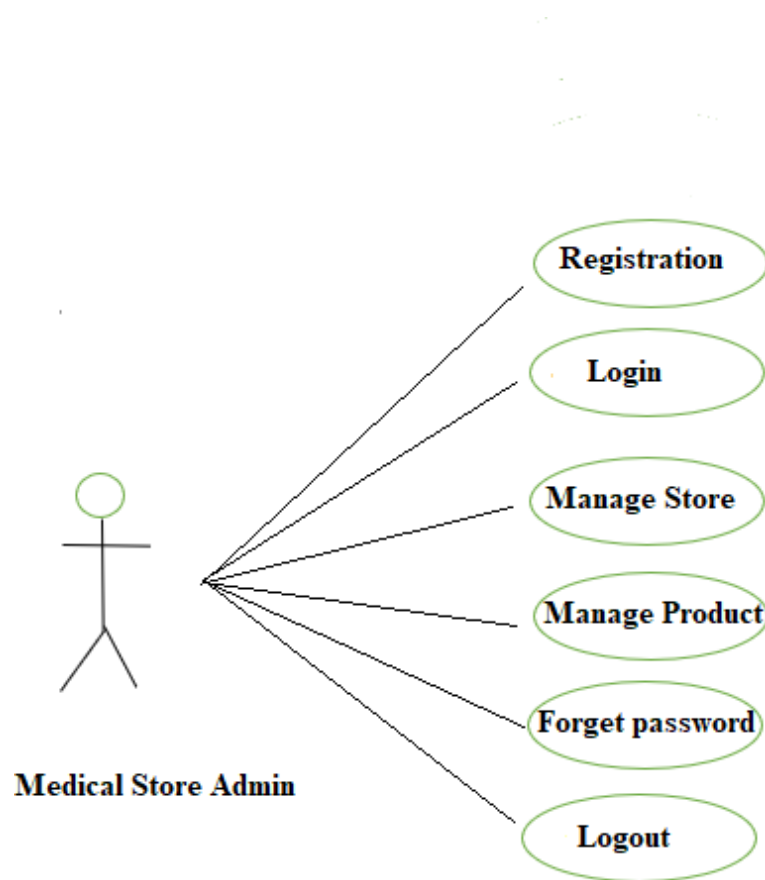 Registration
Login
Manage Store
Manage Product
Forget password
Medical Store Admin
Logout